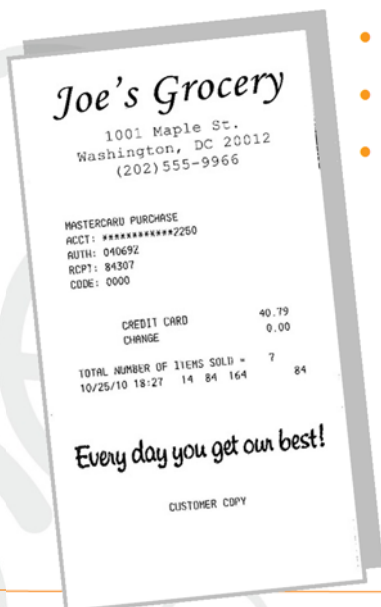 Joe's Grocery
1001 Maple St.
Washington, DC 20012
(202)555-9966
MASTERCARD PURCHASE
ACCT: ************2250
AUTH: 040692
RCPT: 84307
CODE: 0000
CREDIT CARD 40.79
CHANGE 0.00
TOTAL NUMBER OF ITEMS SOLD = 7
10/25/10 18:27 14 84 164 84
Every day you get our best!
CUSTOMER COPY